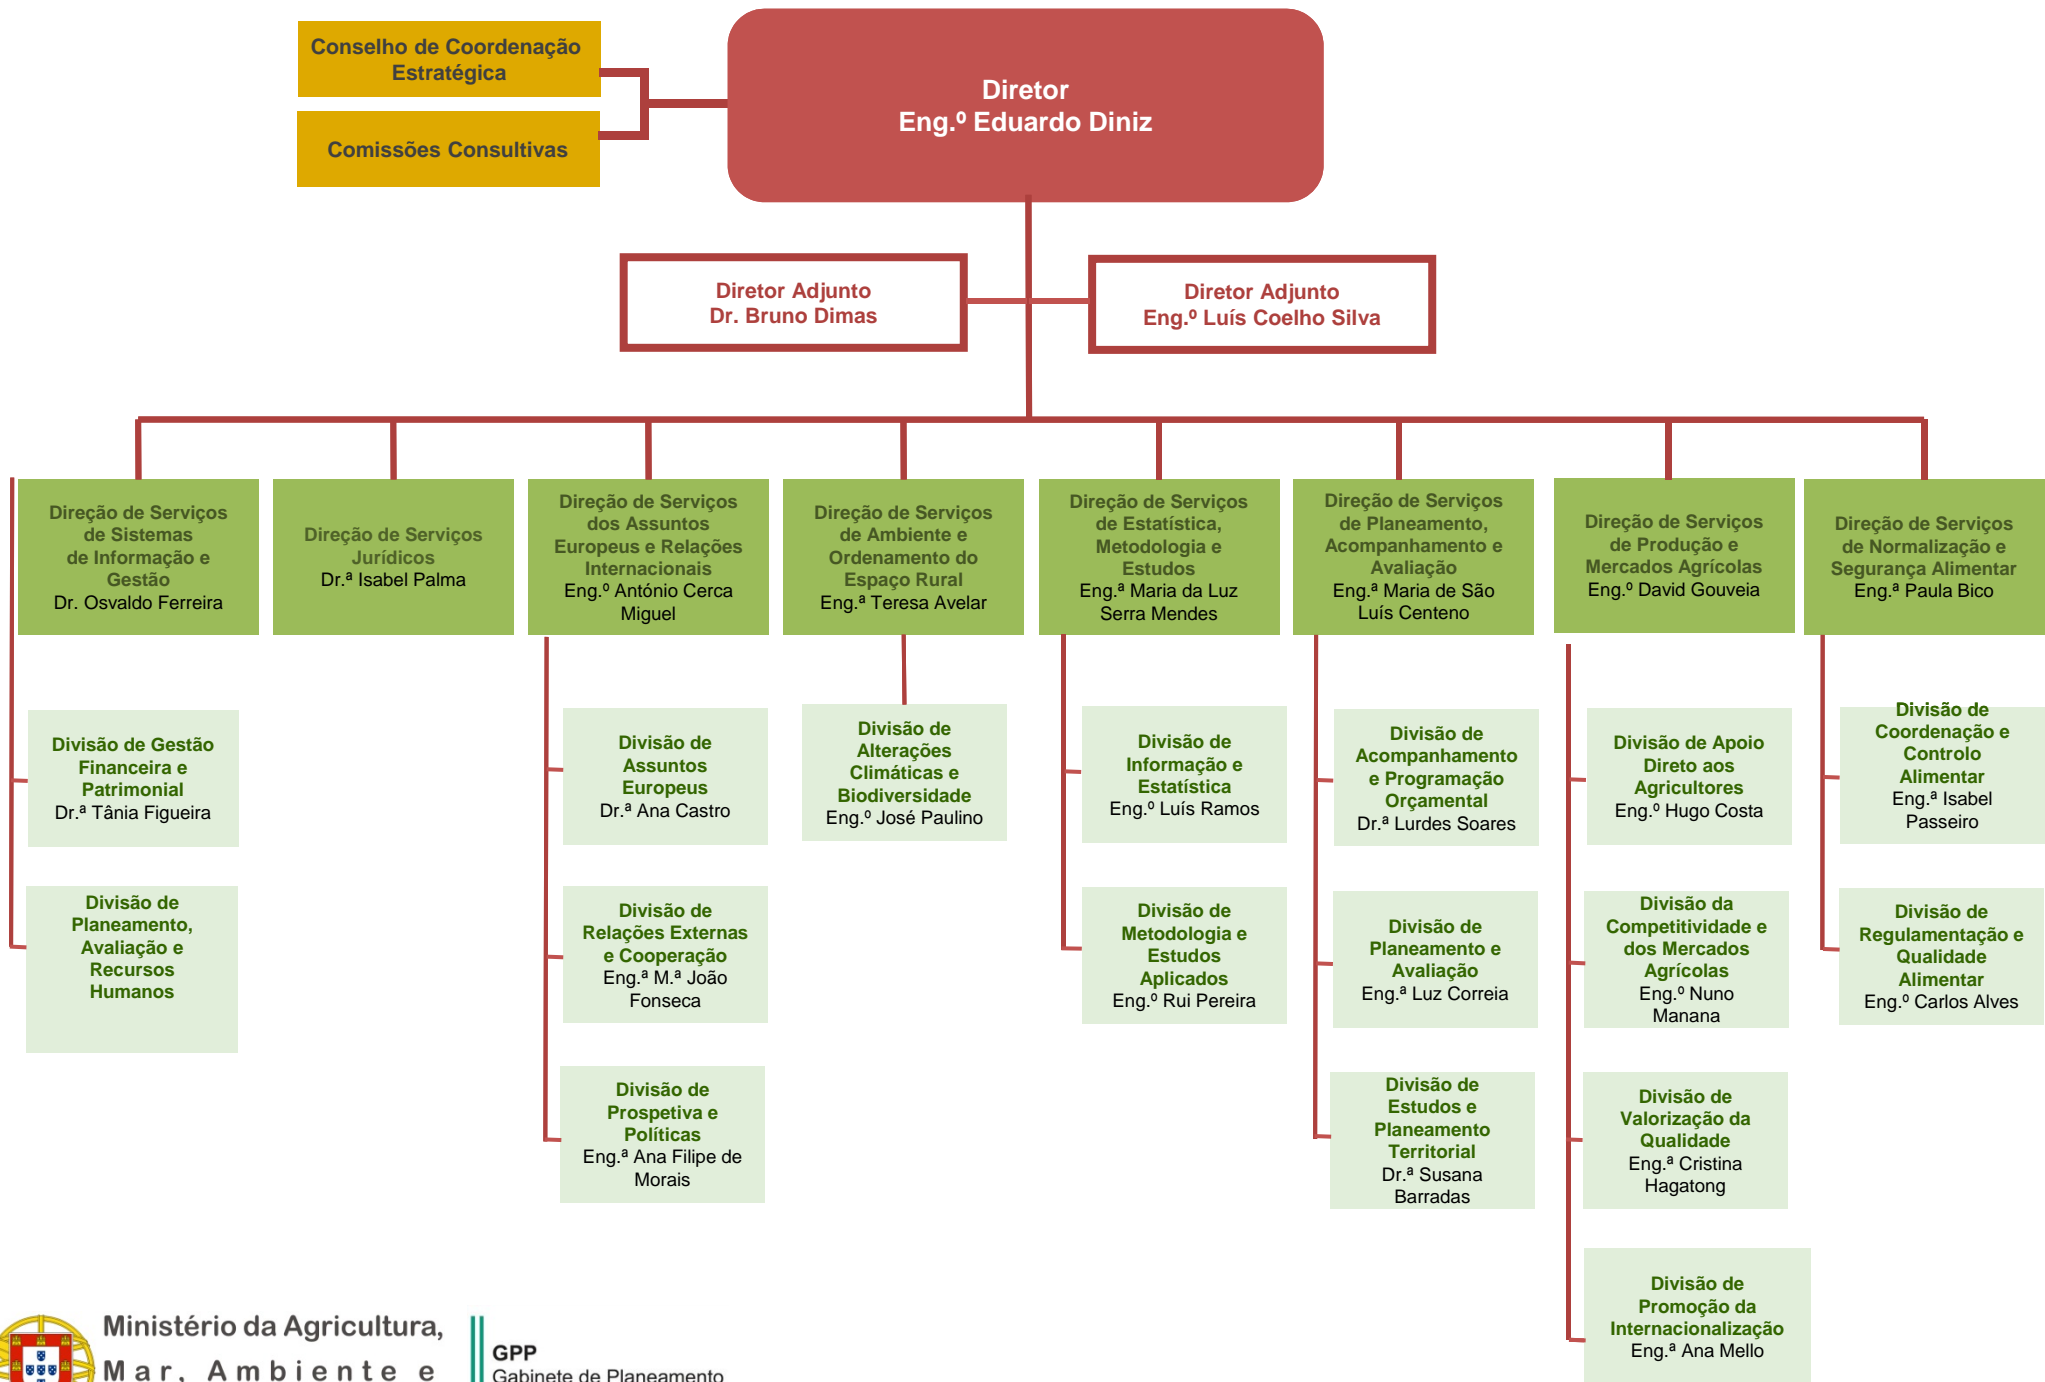 Conselho de Coordenação
Estratégica
Comissões Consultivas
Diretor
Eng.º Eduardo Diniz
Diretor Adjunto
Dr. Bruno Dimas
Diretor Adjunto
Eng.º Luís Coelho Silva
Direção de Serviços
de Sistemas
de Informação e
Gestão
Dr. Osvaldo Ferreira
Direção de Serviços
Jurídicos
Dr.ª Isabel Palma
Direção de Serviços
dos Assuntos
Europeus e Relações
Internacionais
Eng.º António Cerca
Miguel
Direção de Serviços
de Ambiente e
Ordenamento do
Espaço Rural
Eng.ª Teresa Avelar
Direção de Serviços
de Estatística,
Metodologia e
Estudos
Eng.ª Maria da Luz
Serra Mendes
Direção de Serviços
de Planeamento,
Acompanhamento e
Avaliação
Eng.ª Maria de São
Luís Centeno
Direção de Serviços
de Produção e
Mercados Agrícolas
Eng.º David Gouveia
Direção de Serviços
de Normalização e
Segurança Alimentar
Eng.ª Paula Bico
Divisão de Gestão
Financeira e
Patrimonial
Dr.ª Tânia Figueira
Divisão de
Planeamento,
Avaliação e
Recursos
Humanos
Divisão de
Assuntos
Europeus
Dr.ª Ana Castro
Divisão de
Relações Externas
e Cooperação
Eng.ª M.ª João
Fonseca
Divisão de
Prospetiva e
Políticas
Eng.ª Ana Filipe de
Morais
Divisão de
Alterações
Climáticas e
Biodiversidade
Eng.º José Paulino
Divisão de
Informação e
Estatística
Eng.º Luís Ramos
Divisão de
Metodologia e
Estudos
Aplicados
Eng.º Rui Pereira
Divisão de
Acompanhamento
e Programação
Orçamental
Dr.ª Lurdes Soares
Divisão de
Planeamento e
Avaliação
Eng.ª Luz Correia
Divisão de
Estudos e
Planeamento
Territorial
Dr.ª Susana
Barradas
Divisão de Apoio
Direto aos
Agricultores
Eng.º Hugo Costa
Divisão da
Competitividade e
dos Mercados
Agrícolas
Eng.º Nuno
Manana
Divisão de
Valorização da
Qualidade
Eng.ª Cristina
Hagatong
Divisão de
Promoção da
Internacionalização
Eng.ª Ana Mello
Divisão de
Coordenação e
Controlo
Alimentar
Eng.ª Isabel
Passeiro
Divisão de
Regulamentação e
Qualidade
Alimentar
Eng.º Carlos Alves
Ministério da Agricultura,
Mar, Ambiente e
GPP
Gabinete de Planeamento